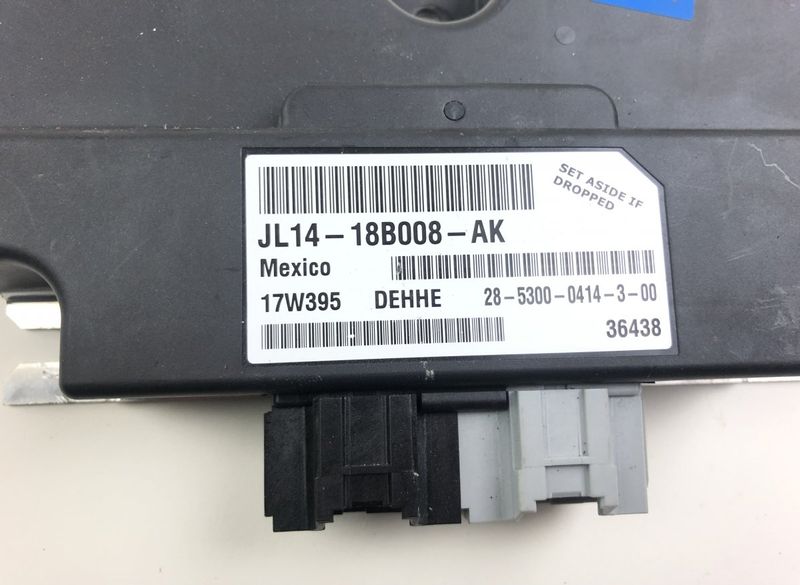 SET ASIDE IF
DROPPED
JL14-18B008-AK
Mexico
17W395 DEHHE 28-5300-0414-3-00
36438